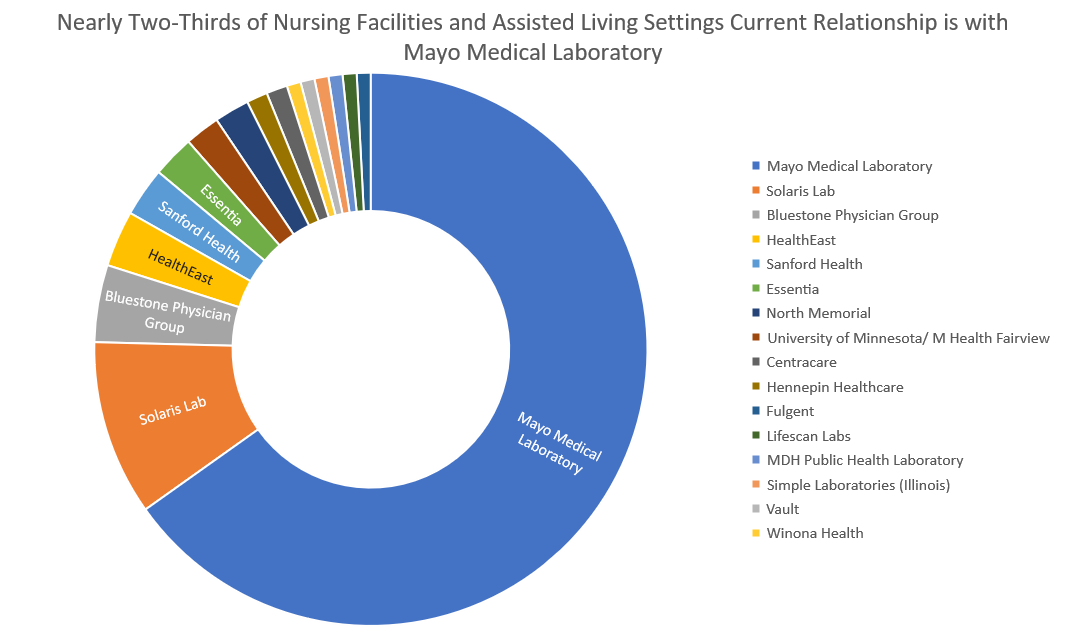 Nearly Two-Thirds of Nursing Facilities and Assisted Living Settings Current Relationship is with
Mayo Medical Laboratory
Essentia
Sanford Health
HealthEast
Bluestone Physician
Group
Solaris Lab
Mayo Medical
Laboratory
Mayo Medical Laboratory
Solaris Lab
Bluestone Physician Group
HealthEast
Sanford Health
Essentia
North Memorial
University of Minnesota/ M Health Fairview
Centracare
Hennepin Healthcare
Fulgent
Lifescan Labs
MDH Public Health Laboratory
Simple Laboratories (Illinois)
Vault
Winona Health